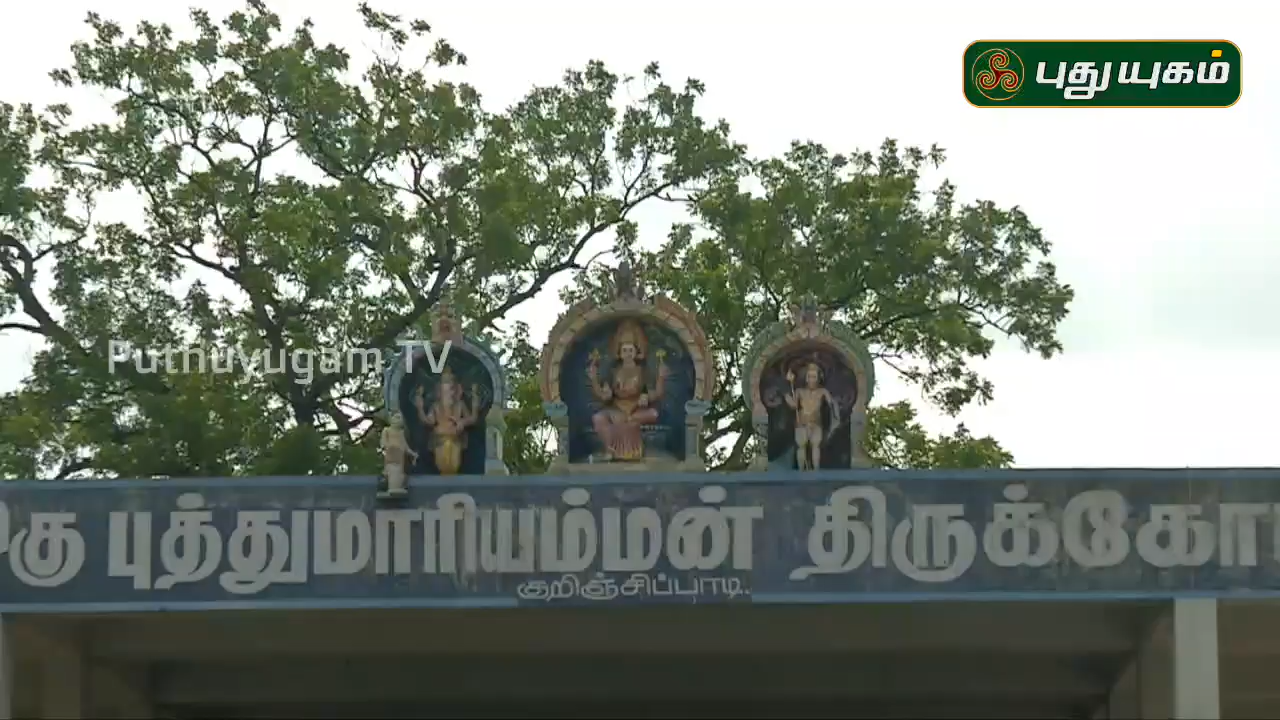 புதுயுகம்
Puthuyugam TV
கு புத்துமாரியம்மன் திருக்கோ
குறிஞ்சிப்பாடி.